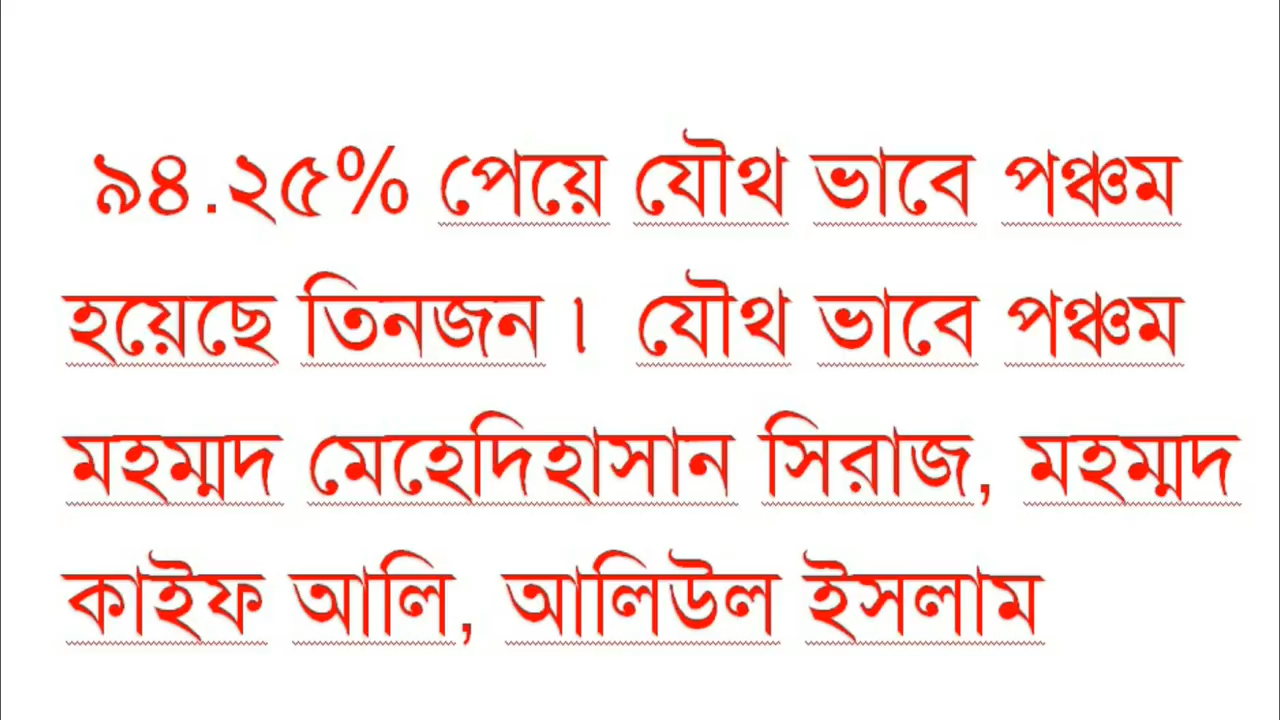 ৯৪.২৫% পেয়ে যৌথ ভাবে পঞ্চম
হয়েছে তিনজন। যৌথ ভাবে পঞ্চম
মহম্মদ মেহেদিহাসান সিরাজ, মহম্মদ
কাইফ আলি, আলিউল ইসলাম